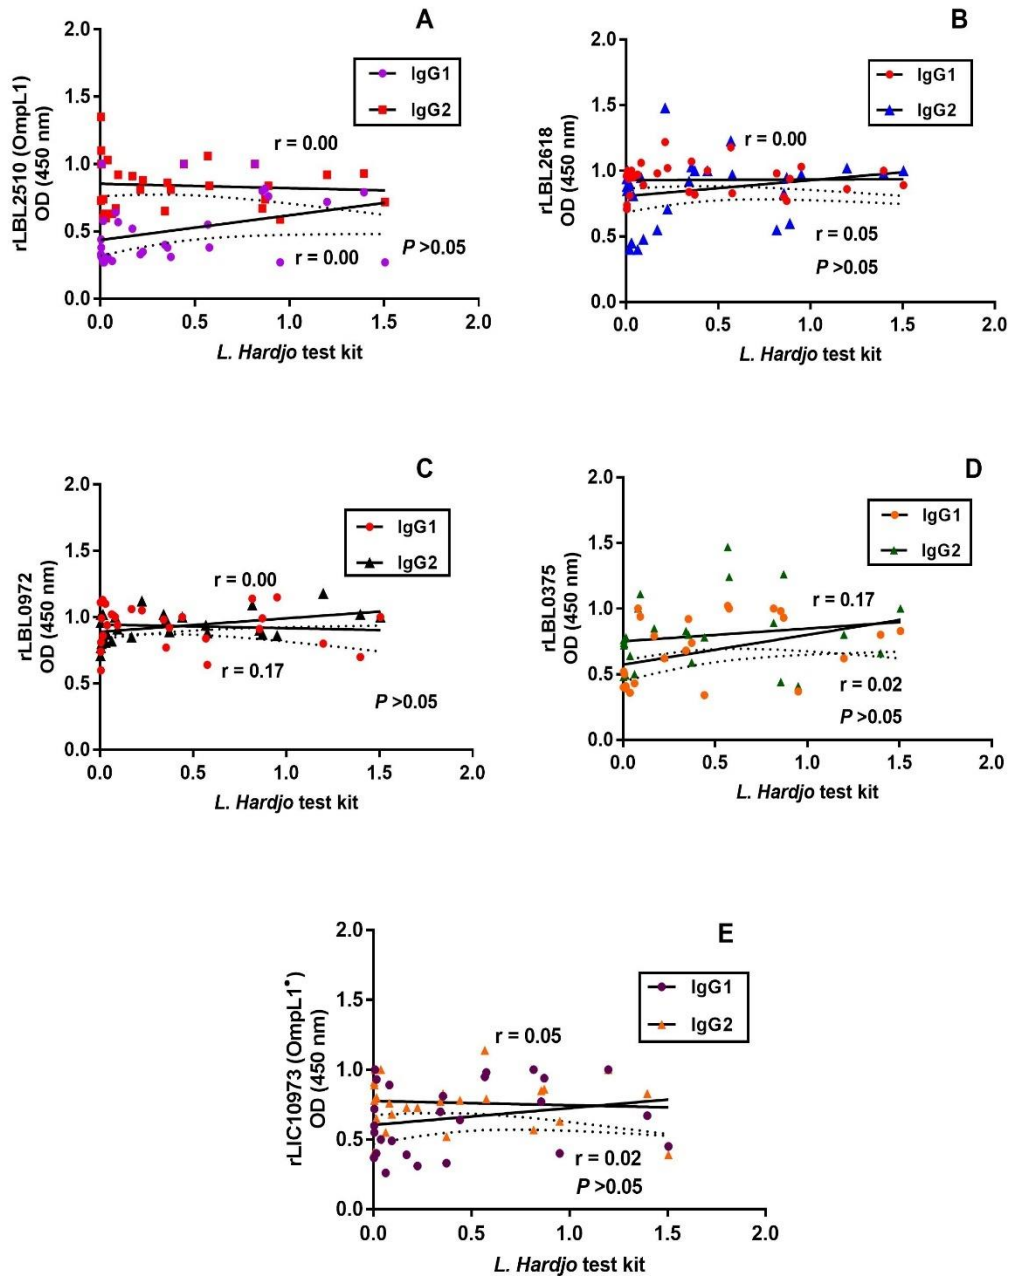 A
2.0
1.5
1.0
0.5
0.0
rLBL2510 (OmpL1)
OD (450 nm)
IgG1
IgG2
r = 0.00
r = 0.00
P >0.05
0.0 0.5 1.0 1.5 2.0
L. Hardjo test kit
B
2.0
1.5
1.0
0.5
0.0
rLBL2618
OD (450 nm)
IgG1
IgG2
r = 0.00
r = 0.05
P >0.05
0.0 0.5 1.0 1.5 2.0
L. Hardjo test kit
C
2.0
1.5
1.0
0.5
0.0
rLBL0972
OD (450 nm)
IgG1
IgG2
r = 0.00
r = 0.17
P >0.05
0.0 0.5 1.0 1.5 2.0
L. Hardjo test kit
D
2.0
1.5
1.0
0.5
0.0
rLBL0375
OD (450 nm)
IgG1
IgG2
r = 0.17
r = 0.02
P >0.05
0.0 0.5 1.0 1.5 2.0
L. Hardjo test kit
E
2.0
1.5
1.0
0.5
0.0
rLIC10973 (OmpL1•)
OD (450 nm)
IgG1
IgG2
r = 0.05
r = 0.02
P >0.05
0.0 0.5 1.0 1.5 2.0
L. Hardjo test kit